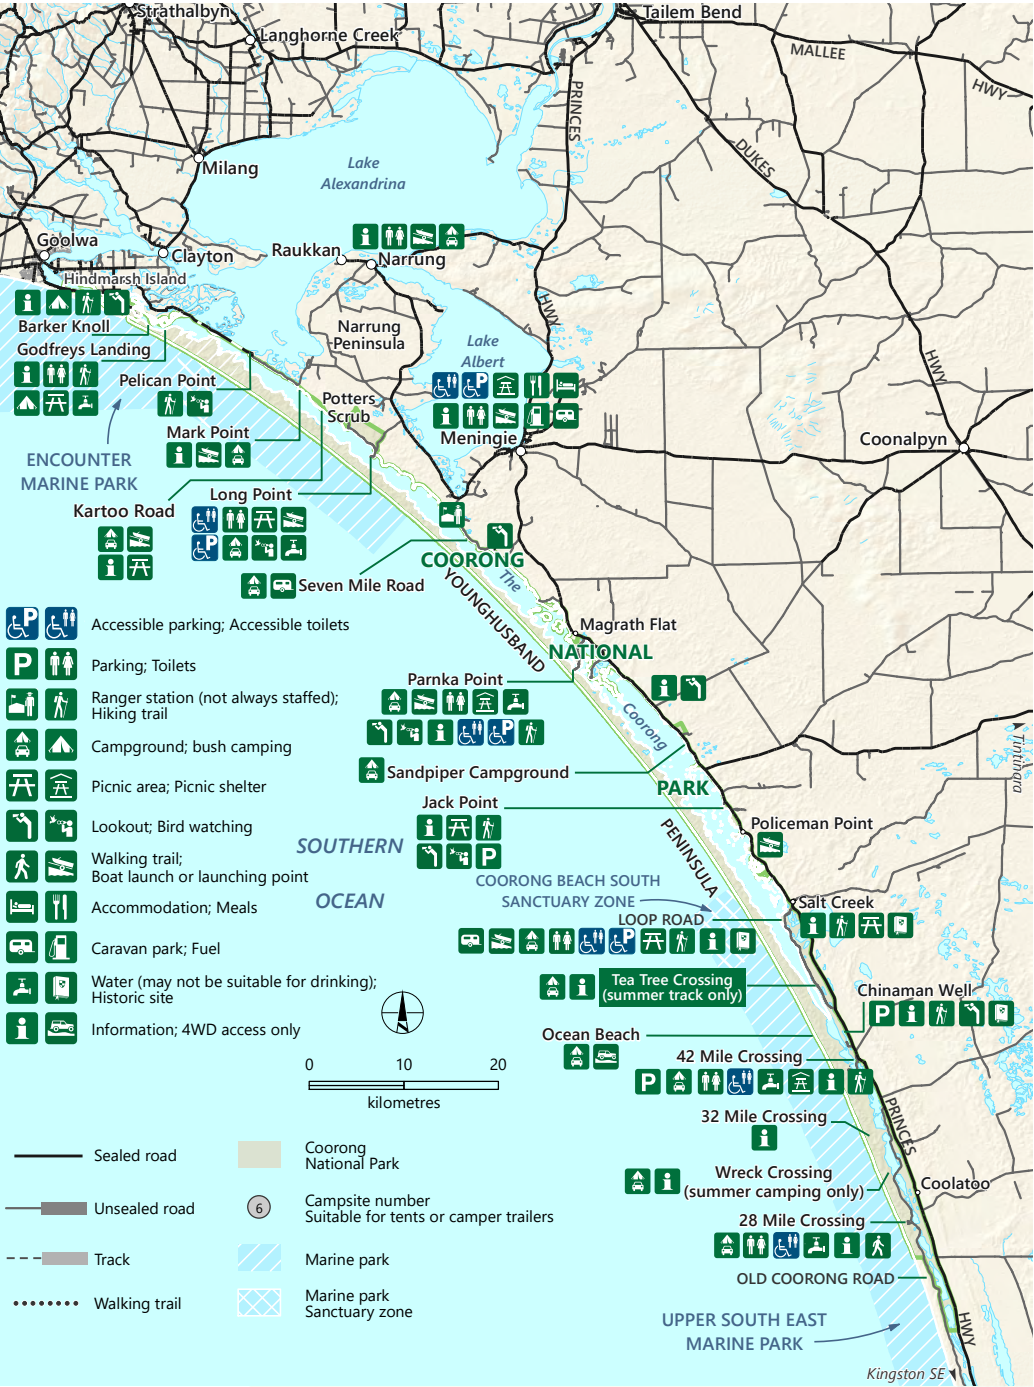 Strathalbyn
Langhorne Creek
Tailem Bend
MALLEE
HWY
PRINCES
DUKES
Milang
Lake
Alexandrina
Goolwa
Clayton
Raukkan
Narrung
Hindmarsh Island
HWY
Barker Knoll
Narrung
Peninsula
Lake
Albert
HWY
Godfreys Landing
Pelican Point
Potters
Scrub
Mark Point
Meningie
Coonalpyn
ENCOUNTER
MARINE PARK
Long Point
Kartoo Road
COORONG
The
Seven Mile Road
YOUNGHUSBAND
Magrath Flat
NATIONAL
Accessible parking; Accessible toilets
Parking; Toilets
Ranger station (not always staffed);
Hiking trail
Campground; bush camping
Picnic area; Picnic shelter
Lookout; Bird watching
Walking trail;
Boat launch or launching point
Accommodation; Meals
Caravan park; Fuel
Water (may not be suitable for drinking);
Historic site
Information; 4WD access only
Parnka Point
Coorong
Tintinara
Sandpiper Campground
PARK
Jack Point
Policeman Point
PENINSULA
SOUTHERN
OCEAN
COORONG BEACH SOUTH
SANCTUARY ZONE
LOOP ROAD
Salt Creek
Tea Tree Crossing
(summer track only)
Chinaman Well
Ocean Beach
42 Mile Crossing
PRINCES
32 Mile Crossing
Wreck Crossing
(summer camping only)
Coolatoo
28 Mile Crossing
OLD COORONG ROAD
UPPER SOUTH EAST
MARINE PARK
HWY
Kingston SE
0 10 20
kilometres
Sealed road
Coorong
National Park
Unsealed road
6
Campsite number
Suitable for tents or camper trailers
Track
Marine park
Walking trail
Marine park
Sanctuary zone